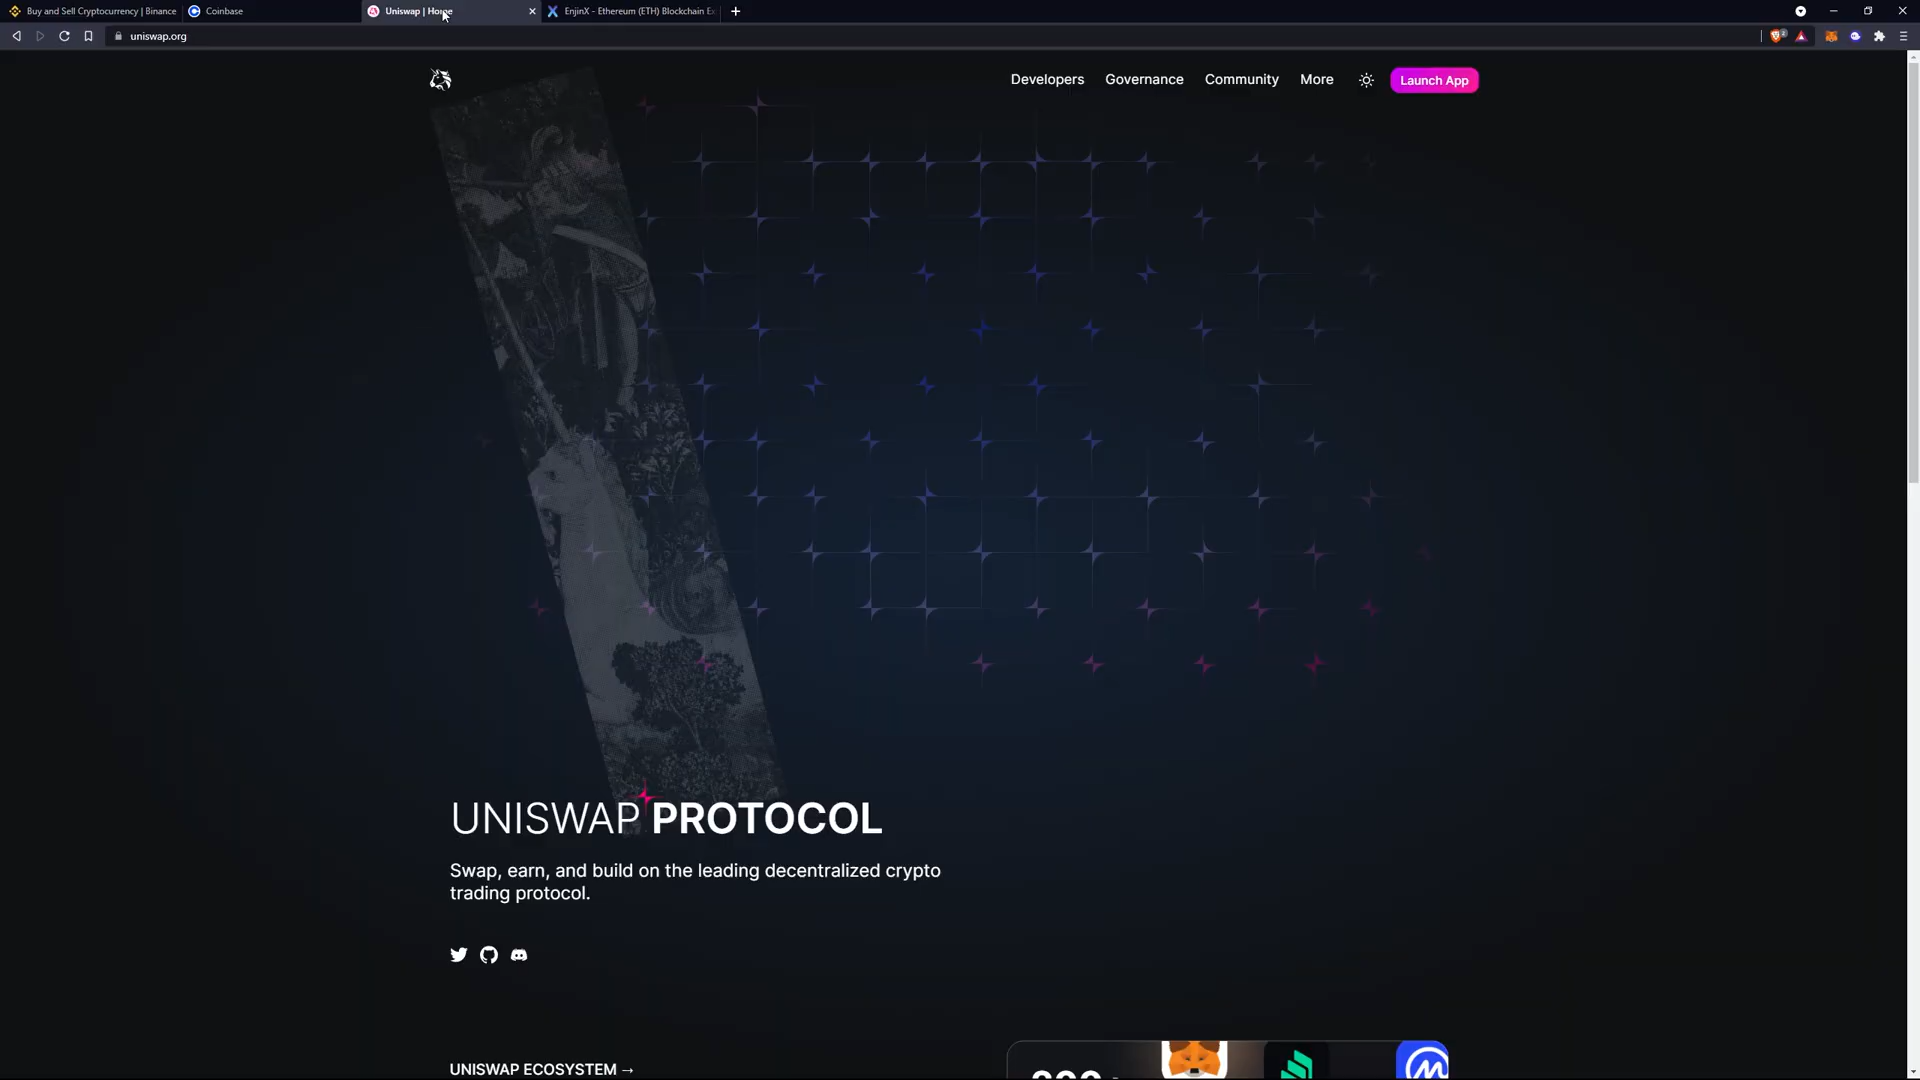 Buy and Sell Cryptocurrency | Binance
Coinbase
Uniswap | Home
EnjinX - Ethereum (ETH) Blockchain Ex
uniswap.org
2
Developers
Governance
Community
More
Launch App
UNISWAP PROTOCOL
Swap, earn, and build on the leading decentralized crypto
trading protocol.
UNISWAP ECOSYSTEM →